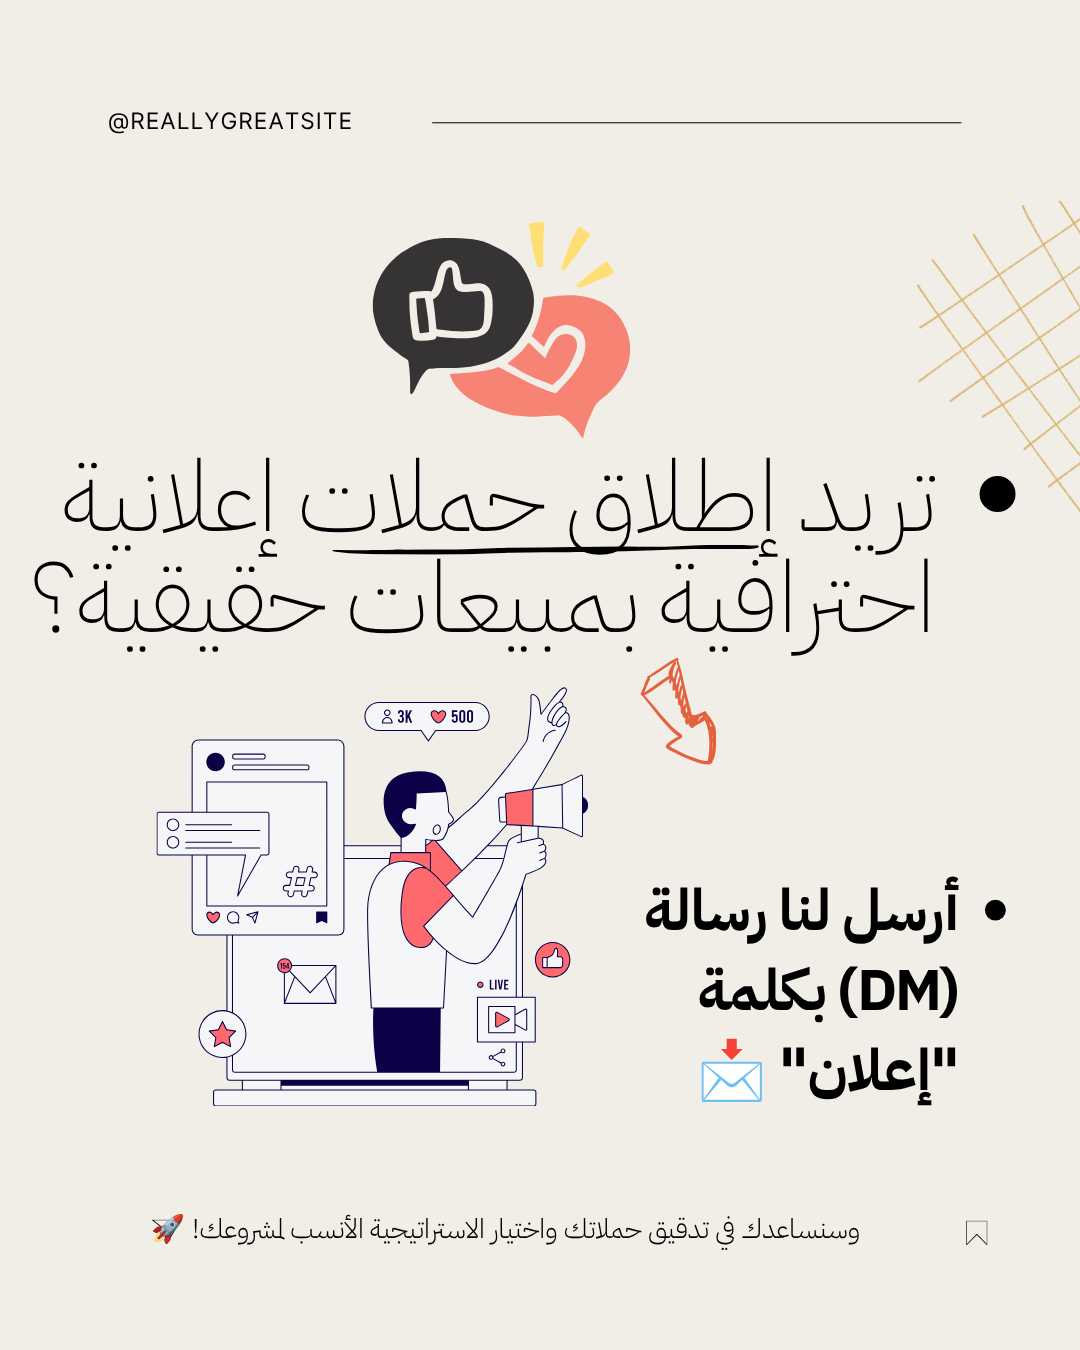 @REALLYGREATSITE
• تريد إطلاق حملات إعلانية
احترافية بمبيعات حقيقية؟
3K 500
#
154
LIVE
• أرسل لنا رسالة
(DM) بكلمة
"إعلان" 📩
وسنساعدك في تدقيق حملاتك واختيار الاستراتيجية الأنسب لمشروعك! 🚀